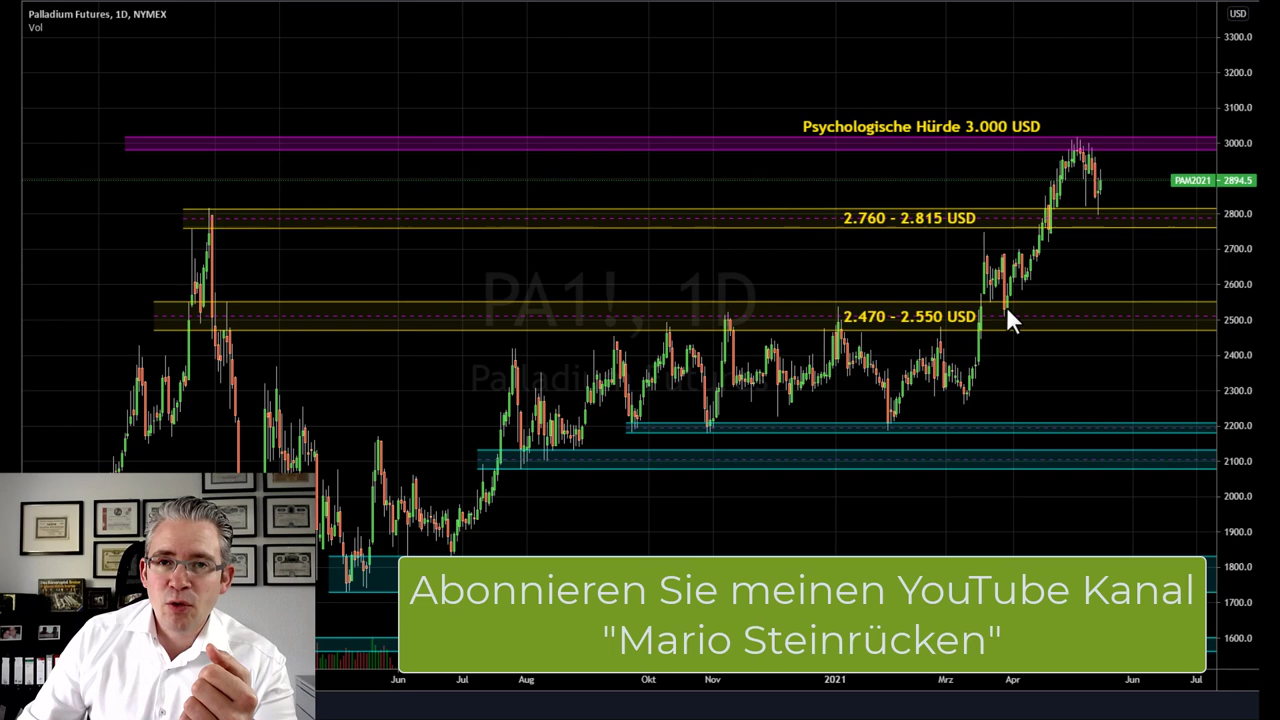 Palladium Futures, 1D, NYMEX
Vol
USD
3300.0
3200.0
3100.0
Psychologische Hürde 3.000 USD
3000.0
PAM2021 2894.5
2.760 - 2.815 USD
2800.0
2700.0
PA1!, 1D
2600.0
2.470 - 2.550 USD
2500.0
2400.0
Palladium Futures
2300.0
2200.0
2100.0
2000.0
1900.0
1800.0
1700.0
1600.0
Abonnieren Sie meinen YouTube Kanal
"Mario Steinrücken"
Jun Jul Aug Okt Nov 2021 Mrz Apr Jun Jul